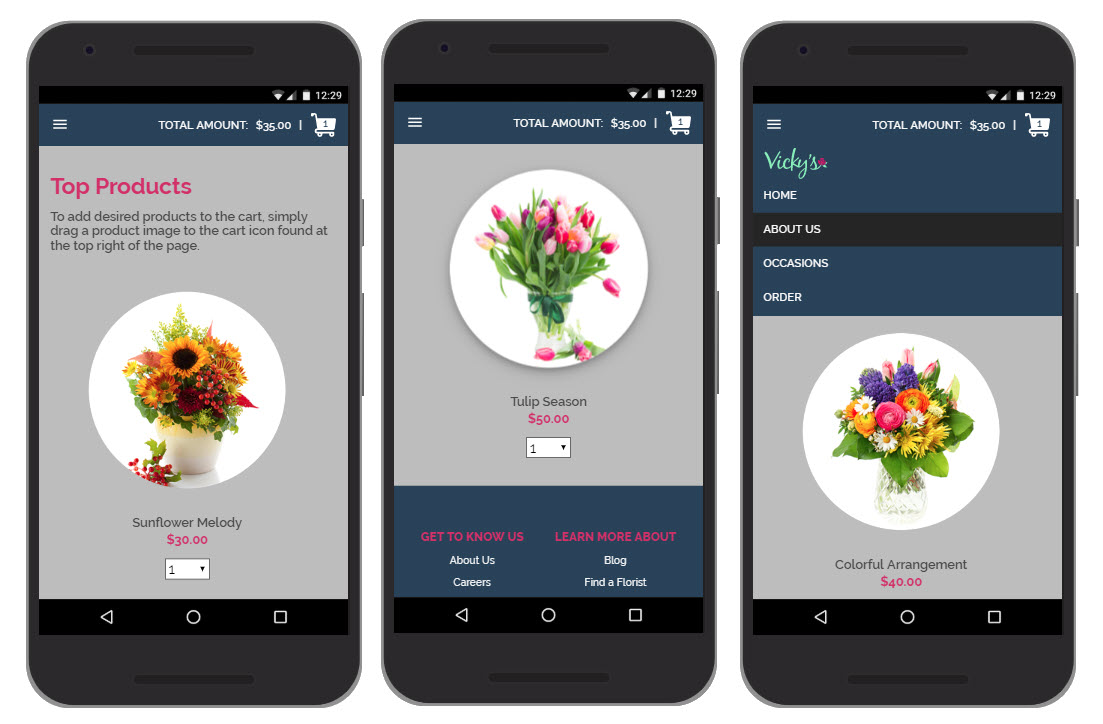 12:29
TOTAL AMOUNT: $35.00 | 1
Top Products
To add desired products to the cart, simply
drag a product image to the cart icon found at
the top right of the page.
Sunflower Melody
$30.00
1
12:29
TOTAL AMOUNT: $35.00 | 1
Tulip Season
$50.00
1
GET TO KNOW US LEARN MORE ABOUT
About Us Blog
Careers Find a Florist
12:29
TOTAL AMOUNT: $35.00 | 1
Vicky's
HOME
ABOUT US
OCCASIONS
ORDER
Colorful Arrangement
$40.00